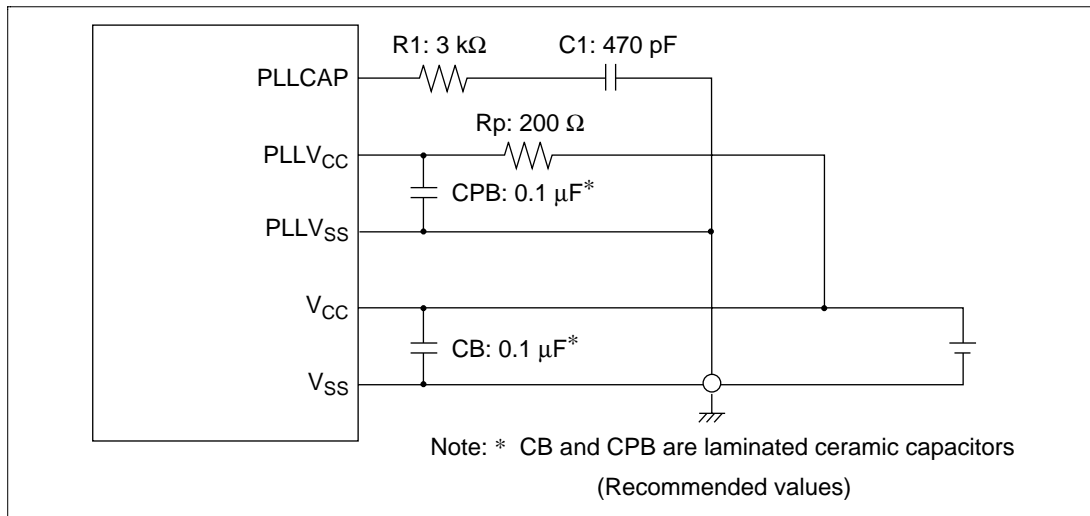 R1: 3 kΩ
C1: 470 pF
PLLCAP
Rp: 200 Ω
PLLVCC
CPB: 0.1 μF*
PLLVSS
VCC
CB: 0.1 μF*
VSS
Note: * CB and CPB are laminated ceramic capacitors
(Recommended values)